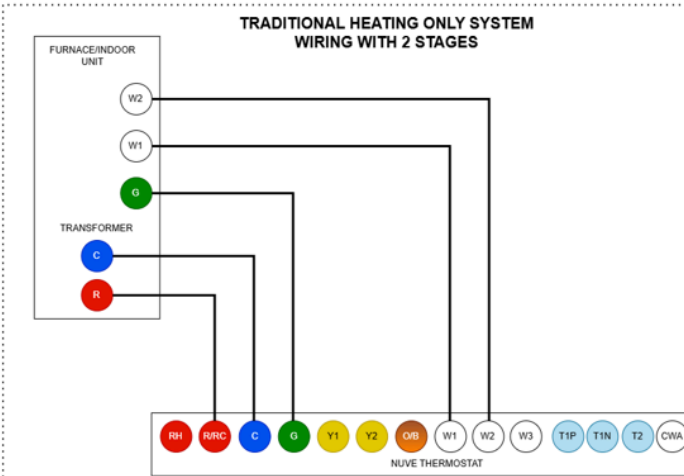 TRADITIONAL HEATING ONLY SYSTEM
WIRING WITH 2 STAGES
FURNACE/INDOOR
UNIT
W2
W1
G
TRANSFORMER
C
R
RH R/RC C G Y1 Y2 O/B W1 W2 W3 T1P T1N T2 CWA
NUVE THERMOSTAT